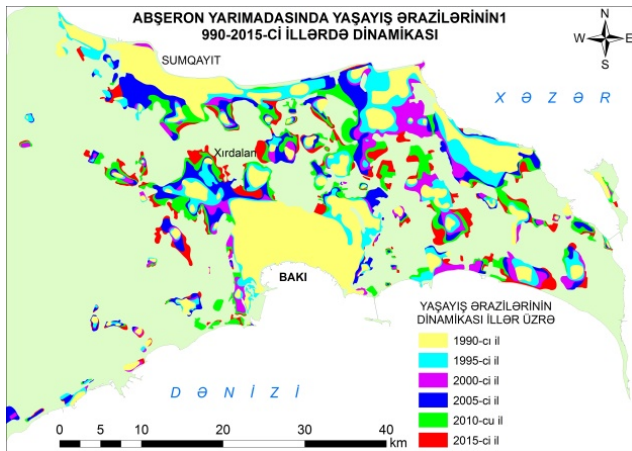 ABŞERON YARIMADASINDA YAŞAYIŞ ƏRAZİLƏRİNİN1
990-2015-Cİ İLLƏRDƏ DİNAMİKASI
N
W E
S
SUMQAYIT
X Ə Z Ə R
Xırdalan
BAKI
D Ə N İ Z İ
YAŞAYIŞ ƏRAZİLƏRİNİN
DİNAMİKASI İLLƏR ÜZRƏ
1990-cı il
1995-ci il
2000-ci il
2005-ci il
2010-cu il
2015-ci il
0 5 10 20 30 40
km